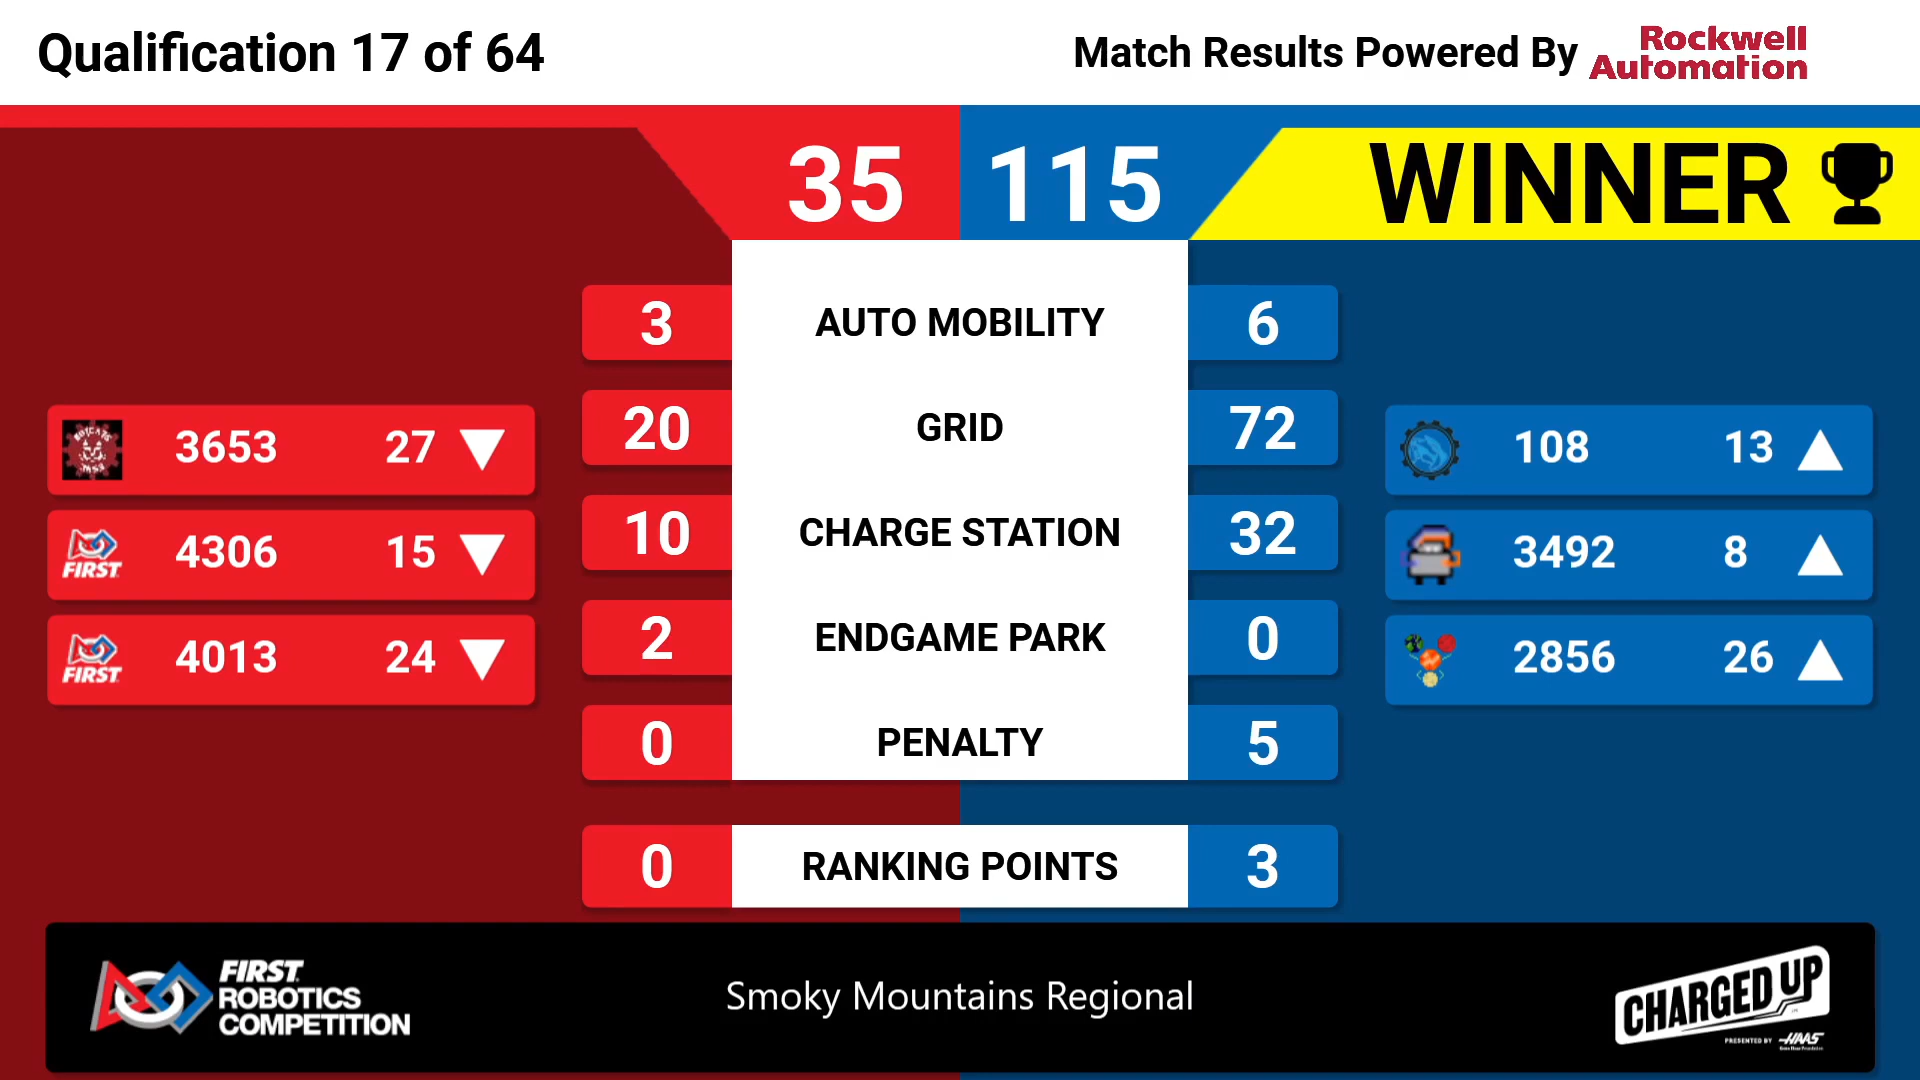 Qualification 17 of 64
Match Results Powered By
Rockwell
Automation
35 115 WINNER
3 AUTO MOBILITY 6
20 GRID 72
10 CHARGE STATION 32
2 ENDGAME PARK 0
0 PENALTY 5
0 RANKING POINTS 3
3653 27
FIRST 4306 15
FIRST 4013 24
108 13
3492 8
2856 26
FIRST
ROBOTICS
COMPETITION
Smoky Mountains Regional
CHARGED UP
PRESENTED BY HAAS